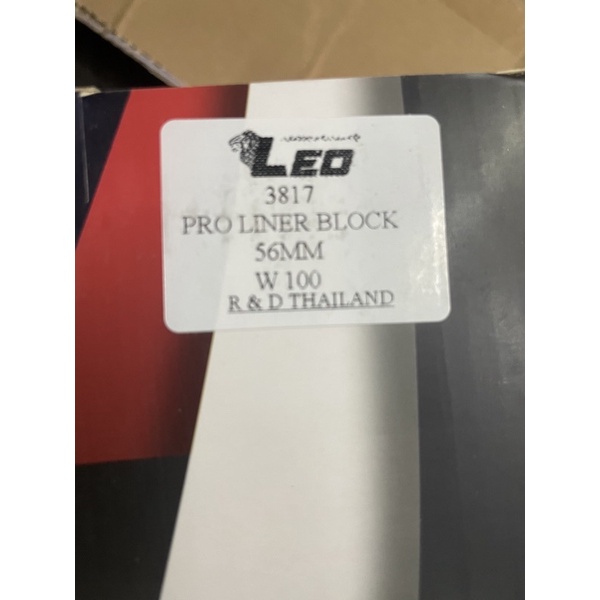 LEO
3817
PRO LINER BLOCK
56MM
W 100
R & D THAILAND